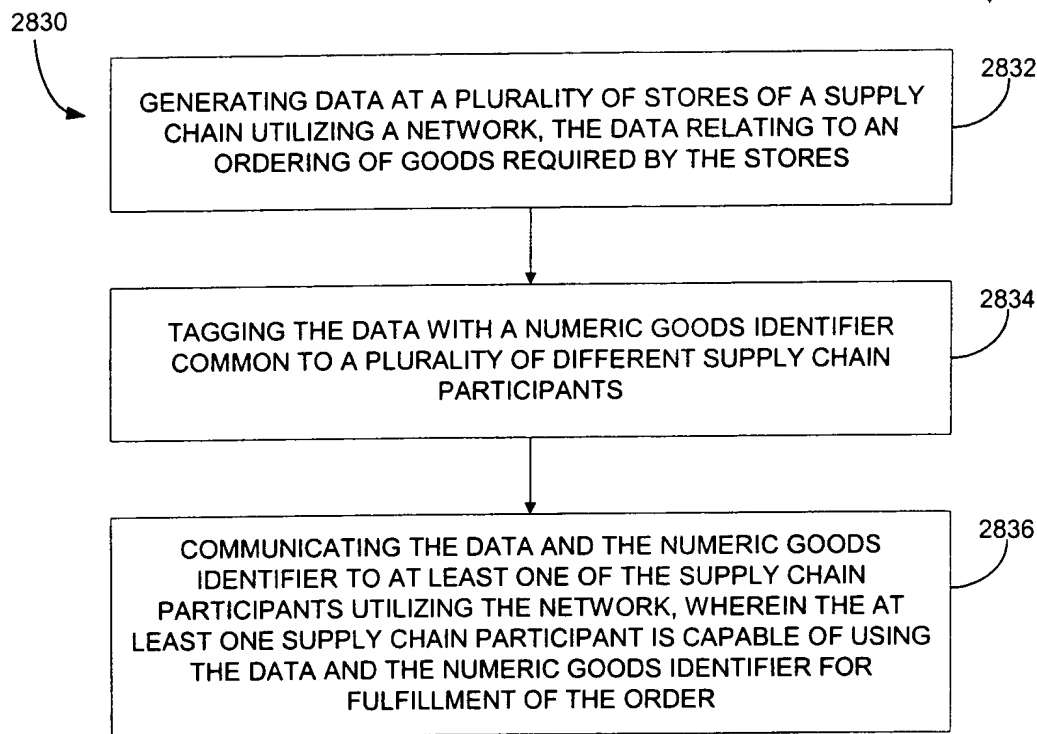 2830
2832
GENERATING DATA AT A PLURALITY OF STORES OF A SUPPLY
CHAIN UTILIZING A NETWORK, THE DATA RELATING TO AN
ORDERING OF GOODS REQUIRED BY THE STORES
2834
TAGGING THE DATA WITH A NUMERIC GOODS IDENTIFIER
COMMON TO A PLURALITY OF DIFFERENT SUPPLY CHAIN
PARTICIPANTS
2836
COMMUNICATING THE DATA AND THE NUMERIC GOODS
IDENTIFIER TO AT LEAST ONE OF THE SUPPLY CHAIN
PARTICIPANTS UTILIZING THE NETWORK, WHEREIN THE AT
LEAST ONE SUPPLY CHAIN PARTICIPANT IS CAPABLE OF USING
THE DATA AND THE NUMERIC GOODS IDENTIFIER FOR
FULFILLMENT OF THE ORDER